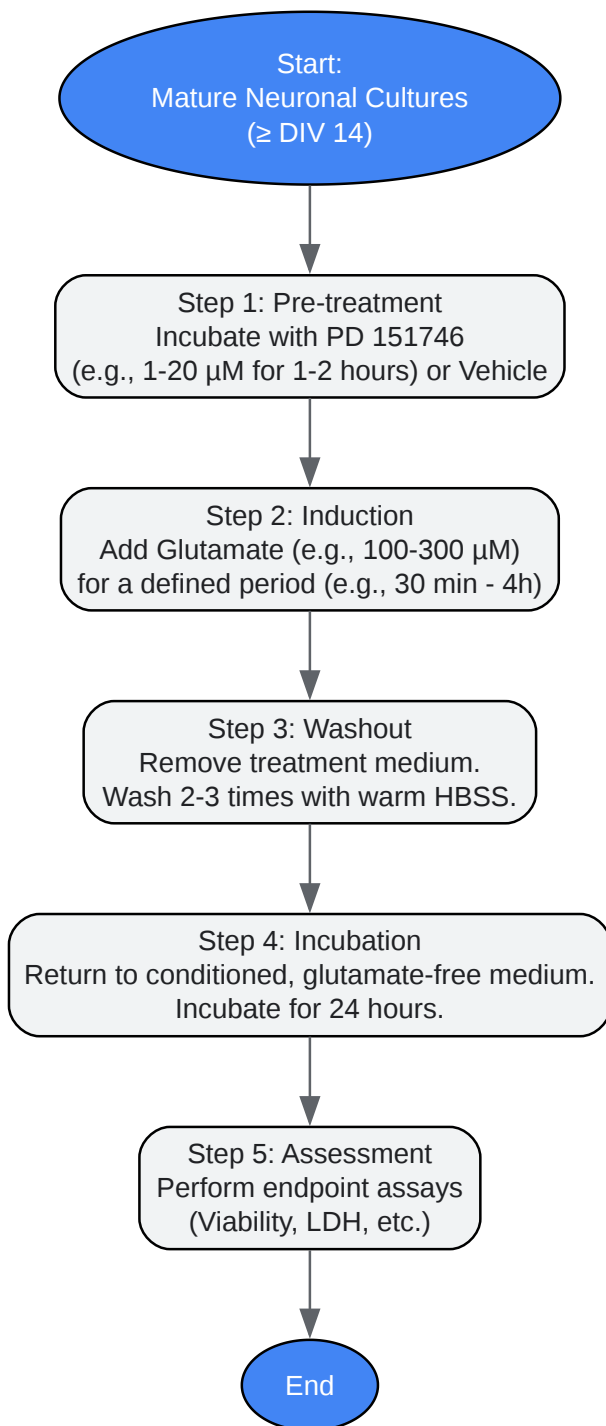 Start:
Mature Neuronal Cultures
(≥ DIV 14)
Step 1: Pre-treatment
Incubate with PD 151746
(e.g., 1-20 µM for 1-2 hours) or Vehicle
Step 2: Induction
Add Glutamate (e.g., 100-300 µM)
for a defined period (e.g., 30 min - 4h)
Step 3: Washout
Remove treatment medium.
Wash 2-3 times with warm HBSS.
Step 4: Incubation
Return to conditioned, glutamate-free medium.
Incubate for 24 hours.
Step 5: Assessment
Perform endpoint assays
(Viability, LDH, etc.)
End